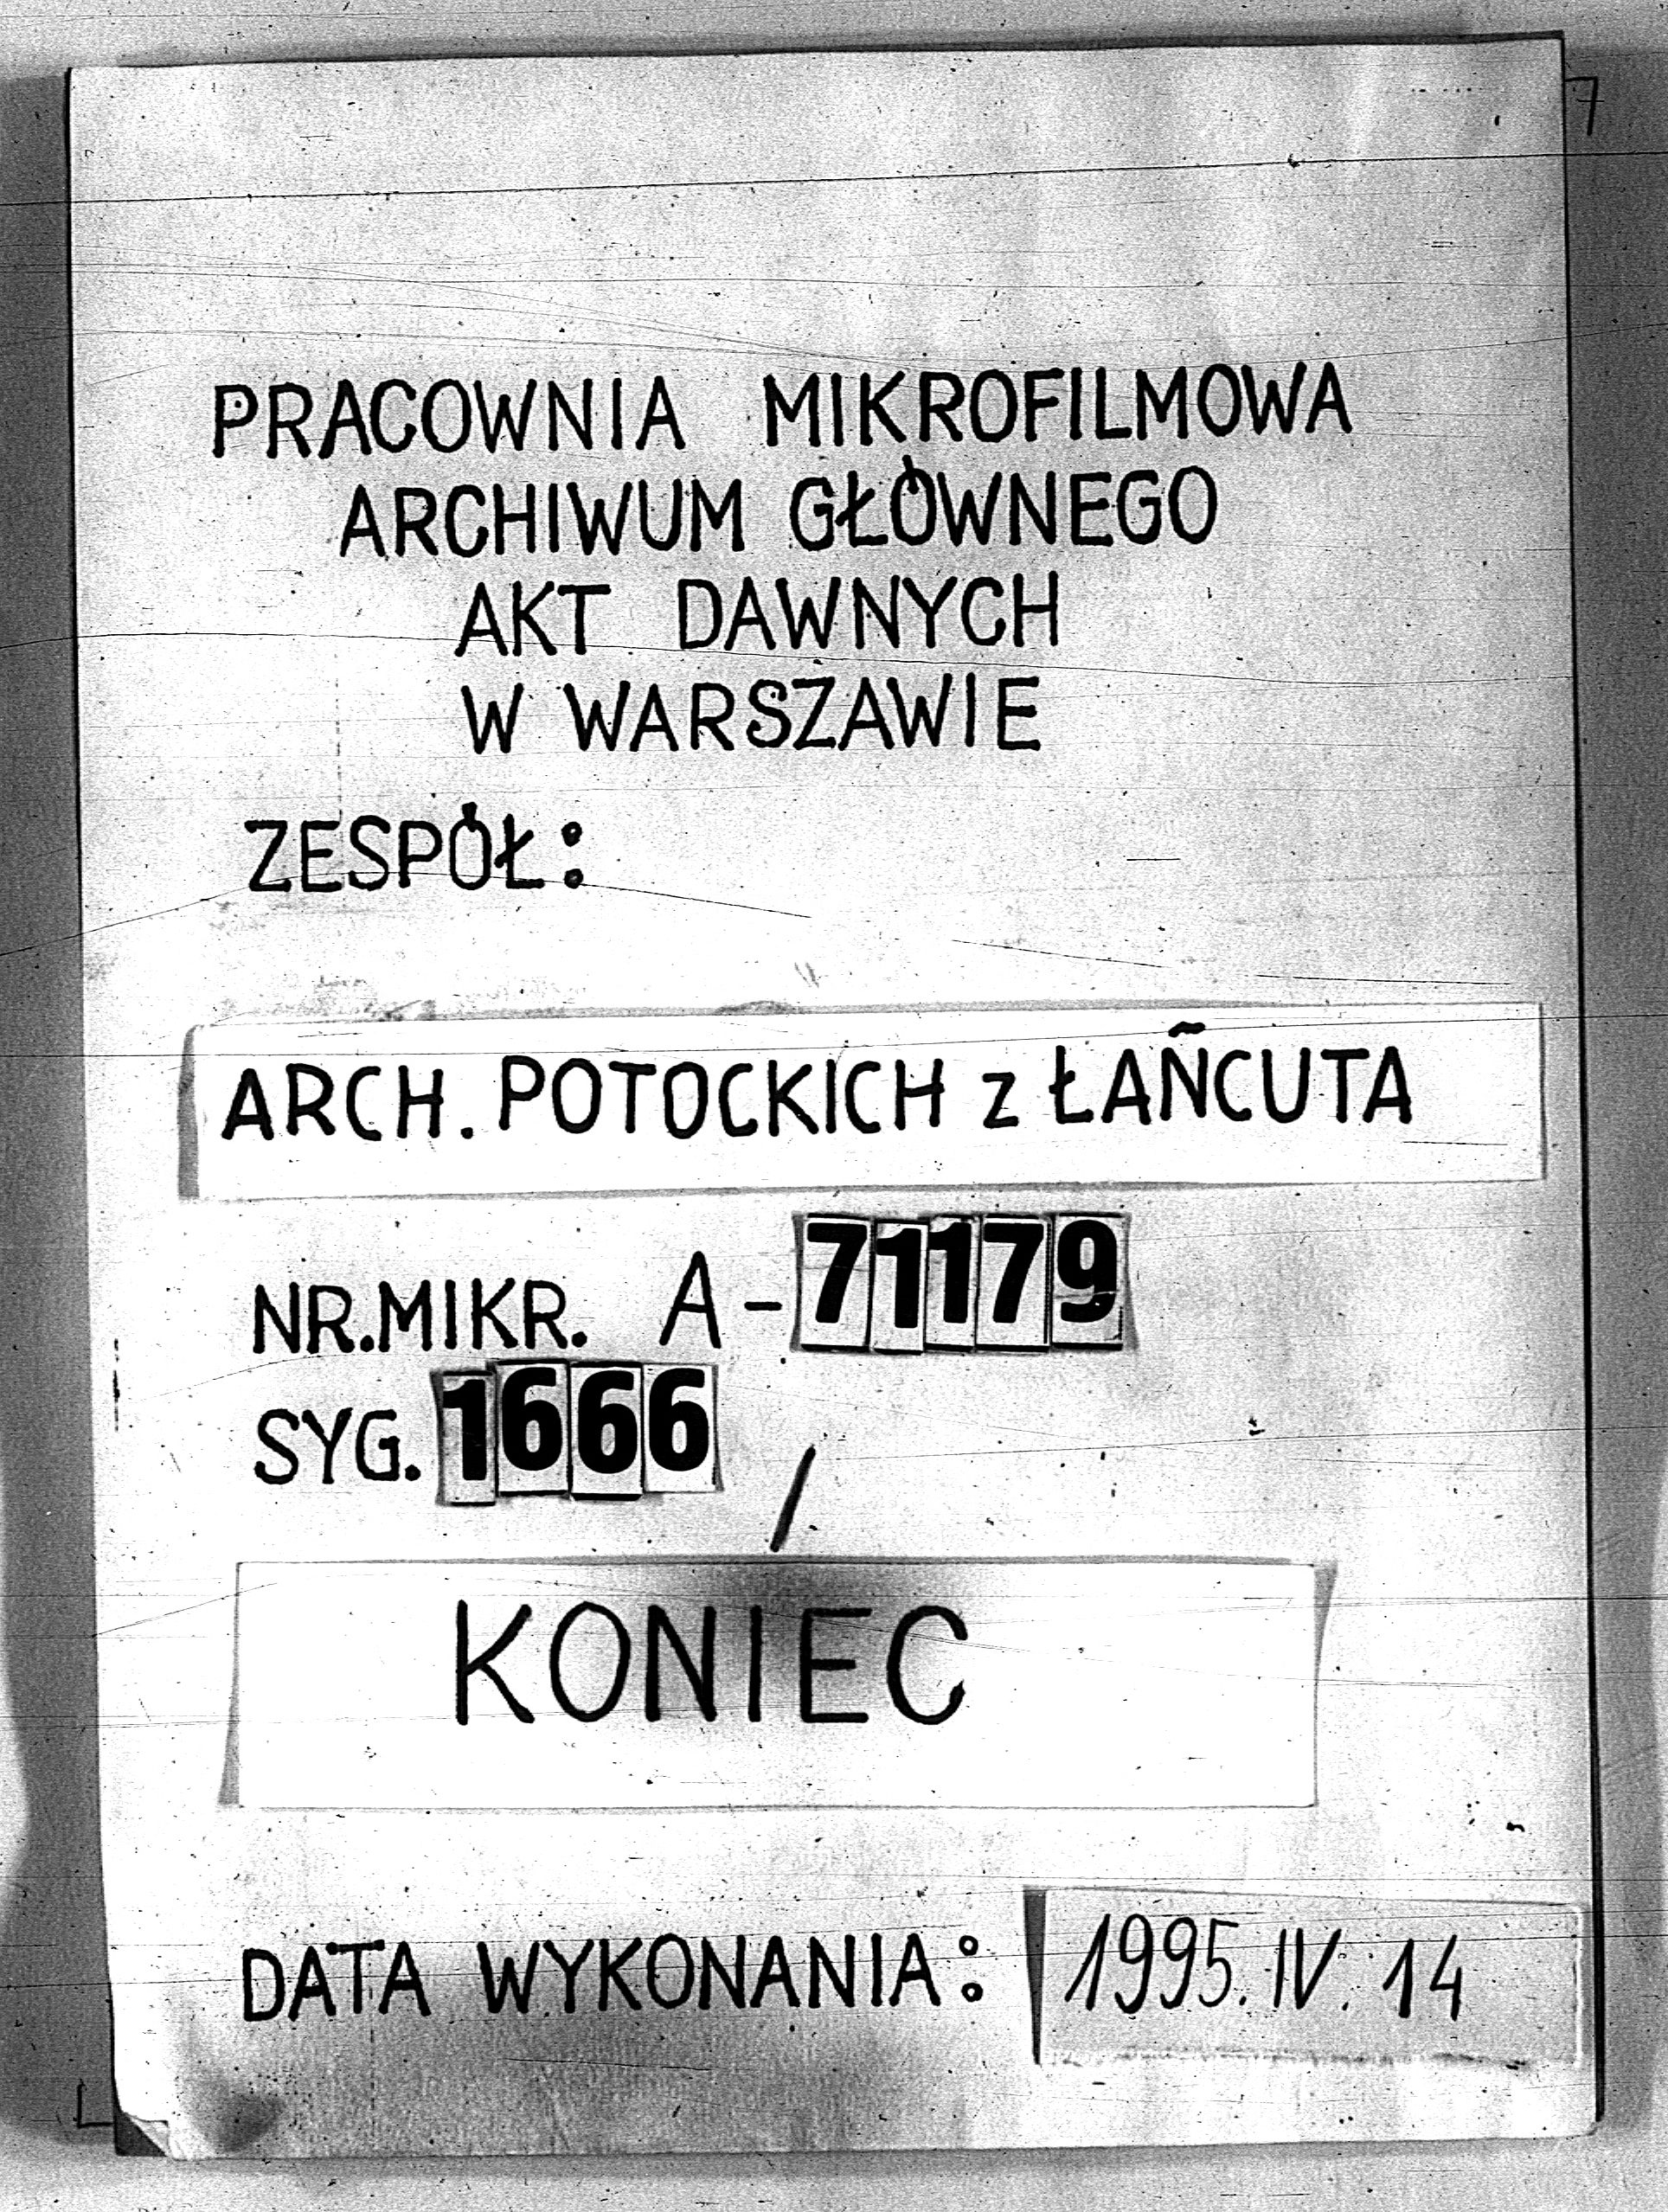 PRACOWNIA MIKROFILMOWA
ARCHIWUM GŁÓWNEGO
AKT DAWNYCH
W WARSZAWIE
ZESPÓŁ:
ARCH. POTOCKICH z ŁAŃCUTA
NR.MIKR. A-71179
SYG. 1666 /
KONIEC
DATA WYKONANIA: 1995.IV.14